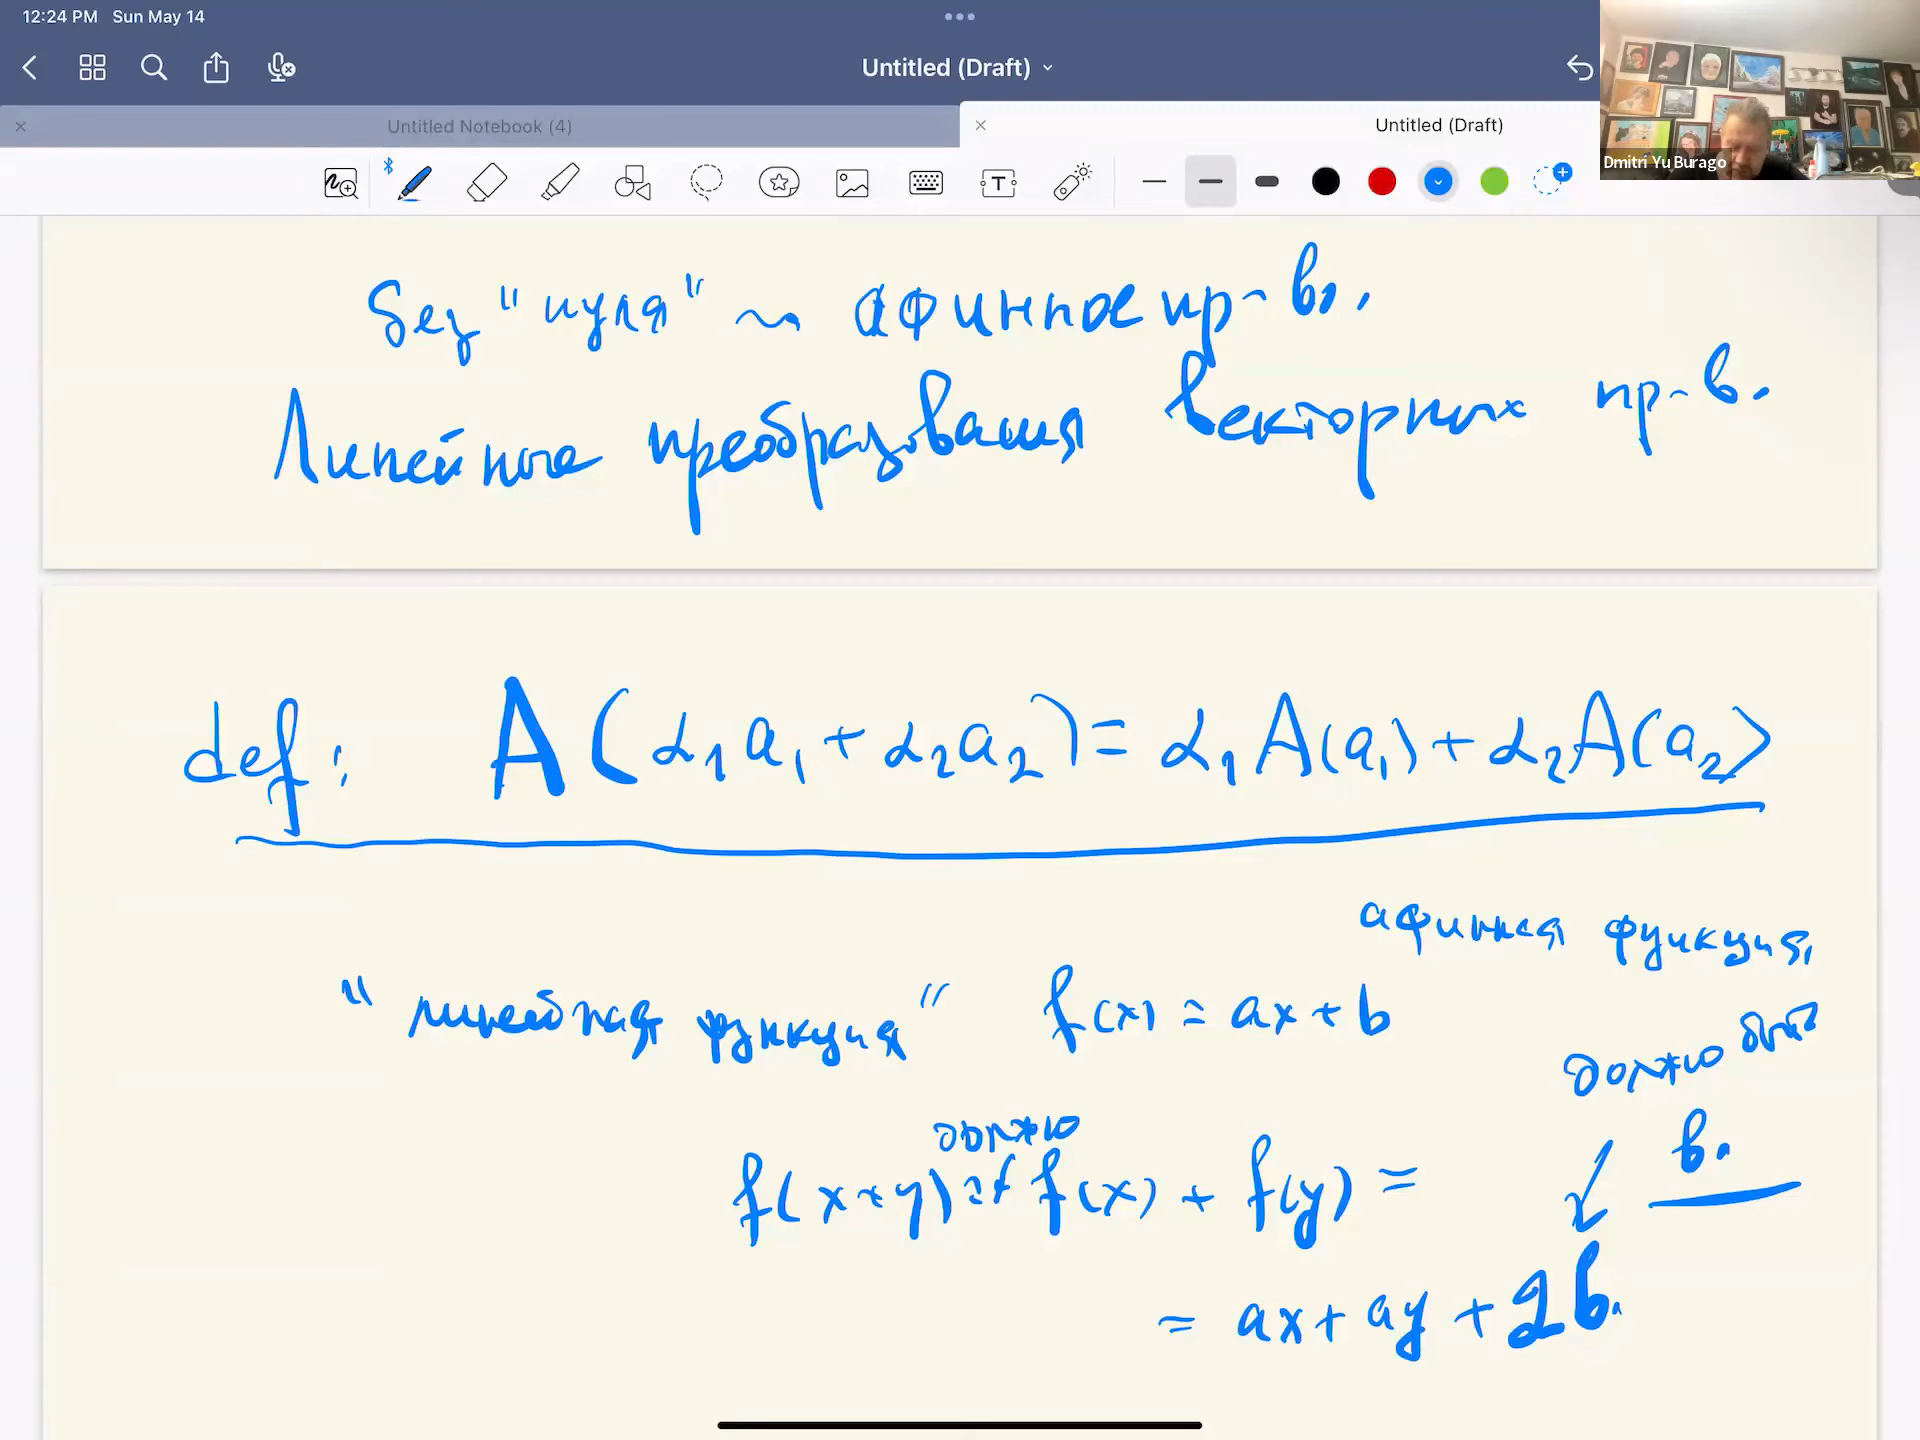 12:24 PM Sun May 14
Untitled (Draft)
Untitled Notebook (4)
Untitled (Draft)
Dmitri Yu Burago
без "нуля" ~ афинное пр-во.
Линейные преобразования векторных пр-в.
def: A(α₁a₁ + α₂a₂) = α₁A(a₁) + α₂A(a₂)
афинная функция,
"линейная функция" f(x) = ax + b
должно быть
b.
должно
f(x+y) = f(x) + f(y) =
= ax + ay + 2b.